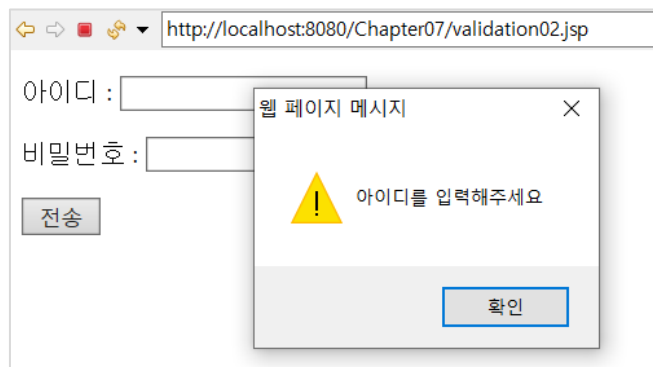 http://localhost:8080/Chapter07/validation02.jsp
아이디 :
웹 페이지 메시지
비밀번호 :
아이디를 입력해주세요
전송
확인